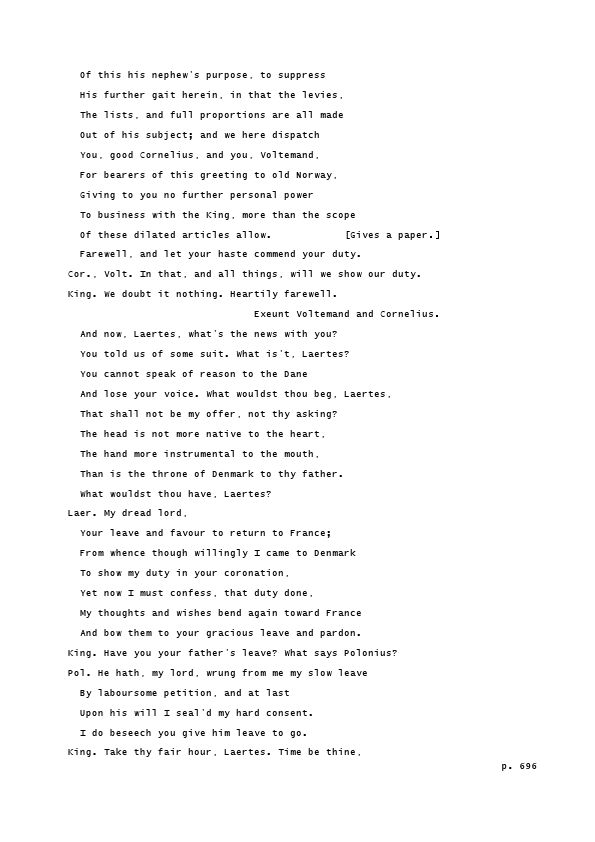 Of this his nephew's purpose, to suppress
His further gait herein, in that the levies,
The lists, and full proportions are all made
Out of his subject; and we here dispatch
You, good Cornelius, and you, Voltemand,
For bearers of this greeting to old Norway,
Giving to you no further personal power
To business with the King, more than the scope
Of these dilated articles allow.            [Gives a paper.]
Farewell, and let your haste commend your duty.
Cor., Volt. In that, and all things, will we show our duty.
King. We doubt it nothing. Heartily farewell.
Exeunt Voltemand and Cornelius.
And now, Laertes, what's the news with you?
You told us of some suit. What is't, Laertes?
You cannot speak of reason to the Dane
And lose your voice. What wouldst thou beg, Laertes,
That shall not be my offer, not thy asking?
The head is not more native to the heart,
The hand more instrumental to the mouth,
Than is the throne of Denmark to thy father.
What wouldst thou have, Laertes?
Laer. My dread lord,
Your leave and favour to return to France;
From whence though willingly I came to Denmark
To show my duty in your coronation,
Yet now I must confess, that duty done,
My thoughts and wishes bend again toward France
And bow them to your gracious leave and pardon.
King. Have you your father's leave? What says Polonius?
Pol. He hath, my lord, wrung from me my slow leave
By laboursome petition, and at last
Upon his will I seal'd my hard consent.
I do beseech you give him leave to go.
King. Take thy fair hour, Laertes. Time be thine,
p. 696